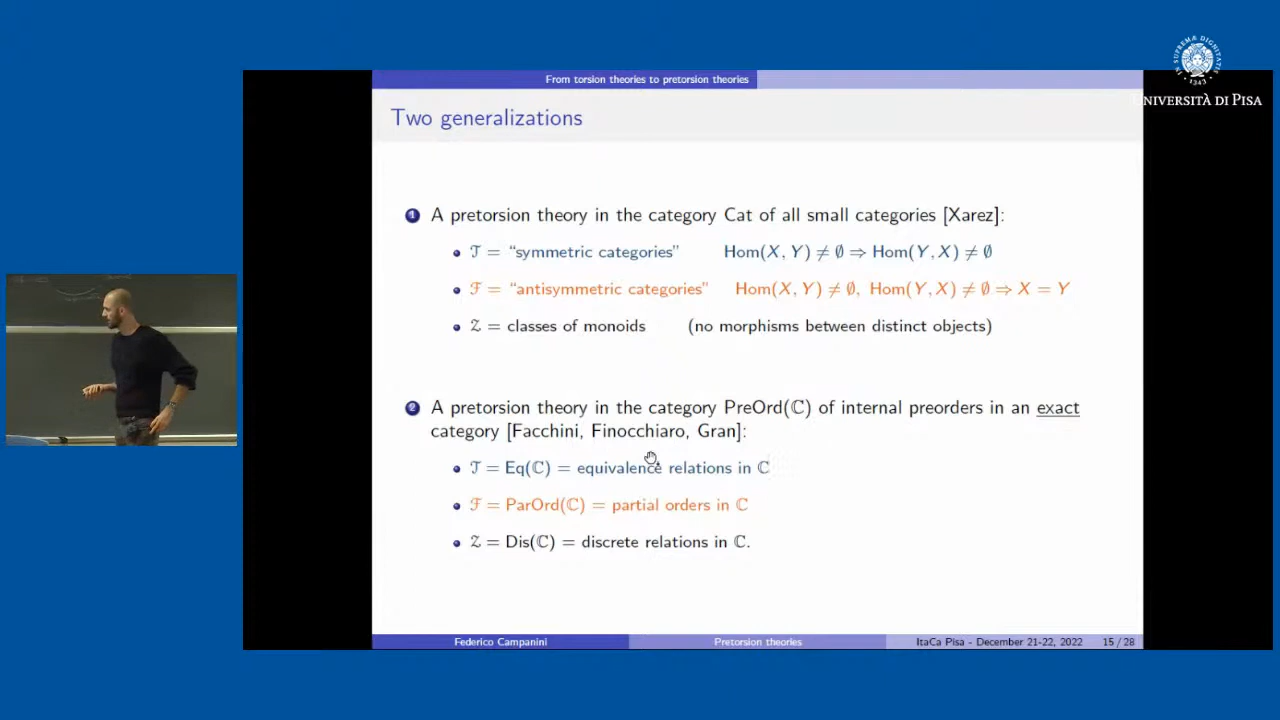 IN SUPREMÆ DIGNITATIS
1343
UNIVERSITÀ DI PISA
From torsion theories to pretorsion theories
Two generalizations
1 A pretorsion theory in the category Cat of all small categories [Xarez]:
• 𝒯 = “symmetric categories” Hom(X, Y) ≠ ∅ ⇒ Hom(Y, X) ≠ ∅
• ℱ = “antisymmetric categories” Hom(X, Y) ≠ ∅, Hom(Y, X) ≠ ∅ ⇒ X = Y
• 𝒵 = classes of monoids (no morphisms between distinct objects)
2 A pretorsion theory in the category PreOrd(ℂ) of internal preorders in an exact
category [Facchini, Finocchiaro, Gran]:
• 𝒯 = Eq(ℂ) = equivalence relations in ℂ
• ℱ = ParOrd(ℂ) = partial orders in ℂ
• 𝒵 = Dis(ℂ) = discrete relations in ℂ.
Federico Campanini Pretorsion theories ItaCa Pisa - December 21-22, 2022 15 / 28